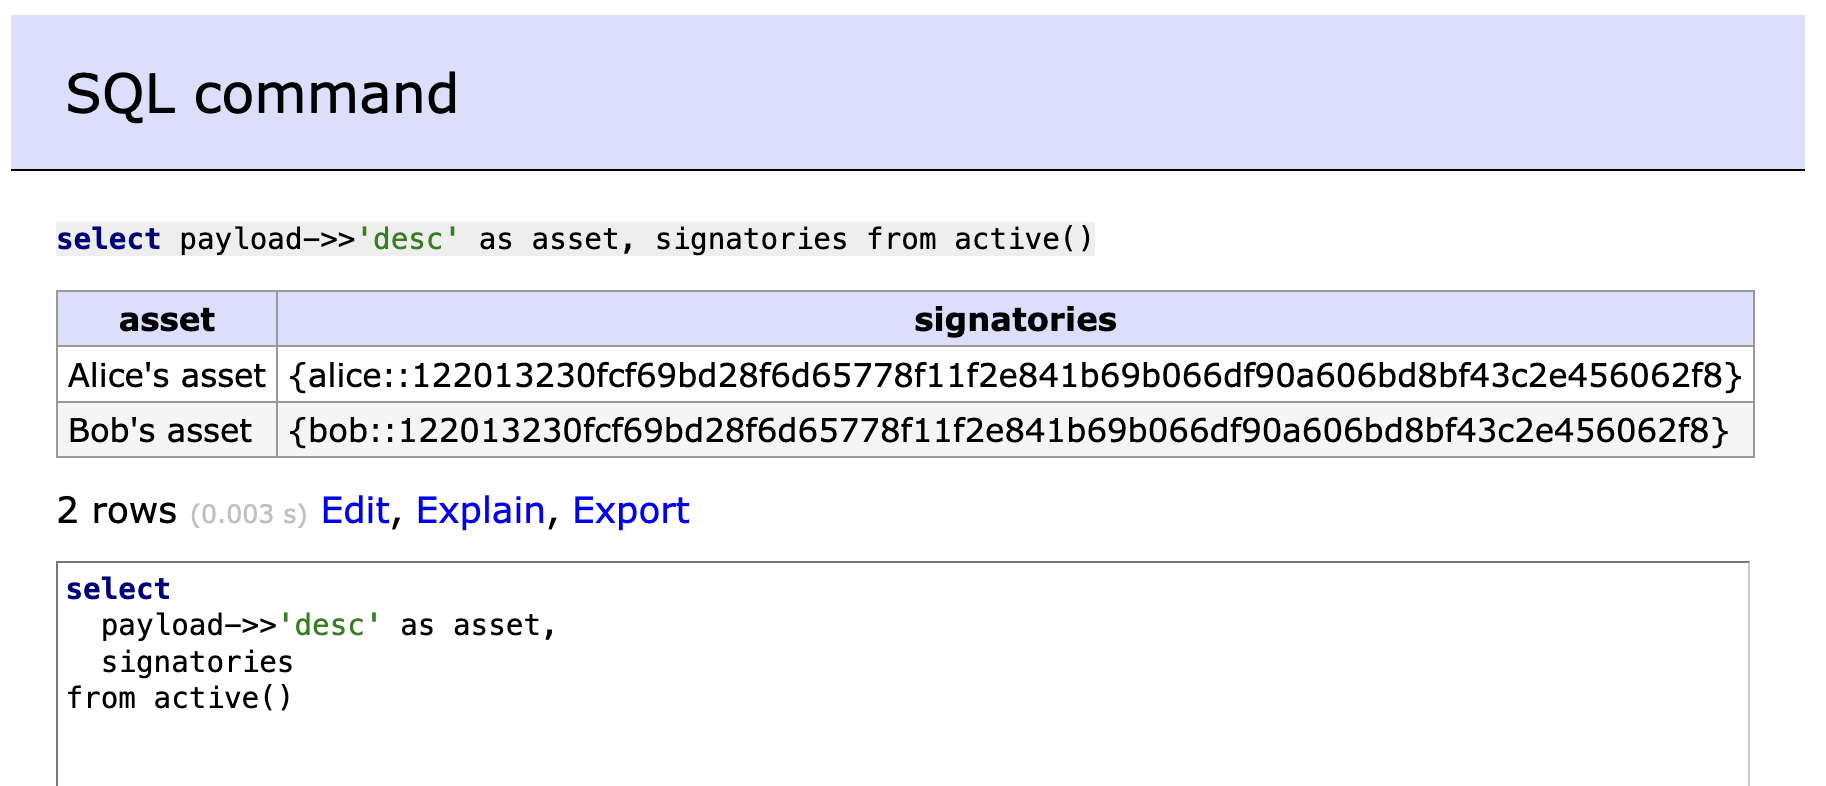 SQL command
select payload->>'desc' as asset, signatories from active()
asset signatories
Alice's asset {alice::122013230fcf69bd28f6d65778f11f2e841b69b066df90a606bd8bf43c2e456062f8}
Bob's asset {bob::122013230fcf69bd28f6d65778f11f2e841b69b066df90a606bd8bf43c2e456062f8}
2 rows (0.003 s) Edit, Explain, Export
select
  payload->>'desc' as asset,
  signatories
from active()